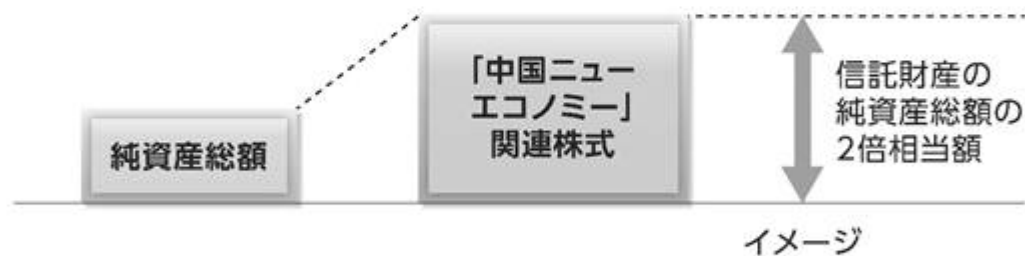 純資産総額
「中国ニュー
エコノミー」
関連株式
信託財産の
純資産総額の
2倍相当額
イメージ